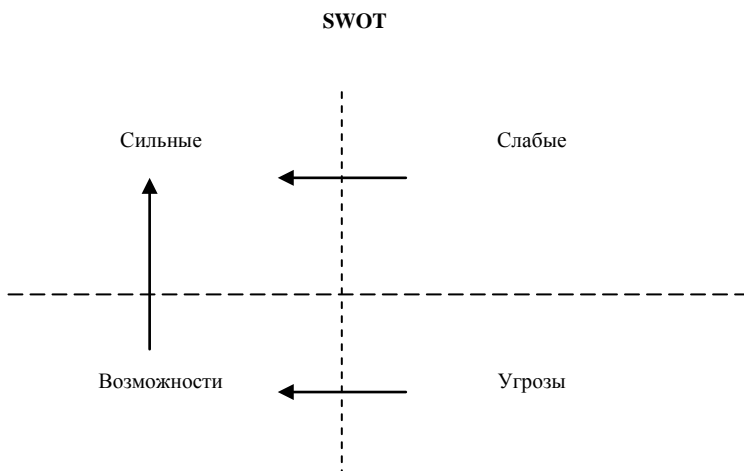 SWOT
Сильные
Слабые
Возможности
Угрозы